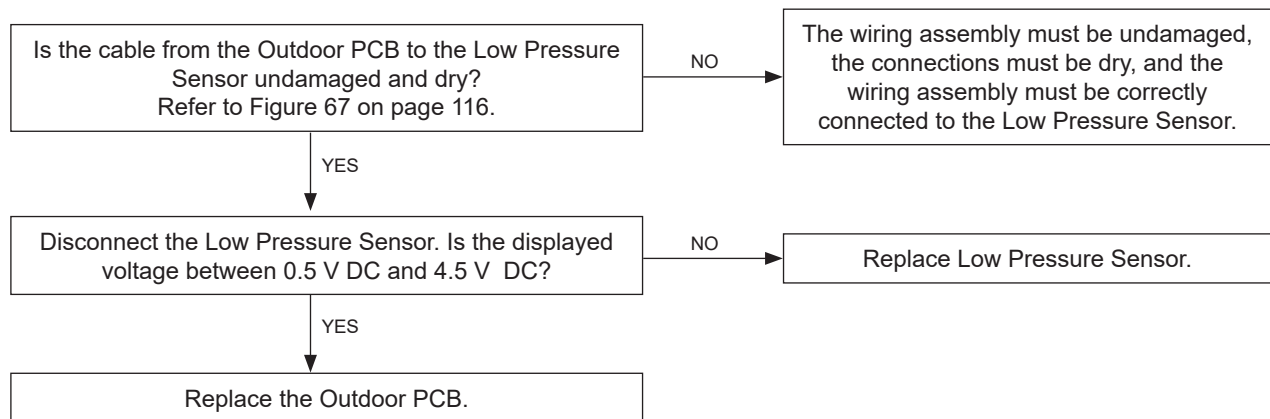 Is the cable from the Outdoor PCB to the Low Pressure
Sensor undamaged and dry?
Refer to Figure 67 on page 116.
NO
The wiring assembly must be undamaged,
the connections must be dry, and the
wiring assembly must be correctly
connected to the Low Pressure Sensor.
YES
Disconnect the Low Pressure Sensor. Is the displayed
voltage between 0.5 V DC and 4.5 V  DC?
NO
Replace Low Pressure Sensor.
YES
Replace the Outdoor PCB.